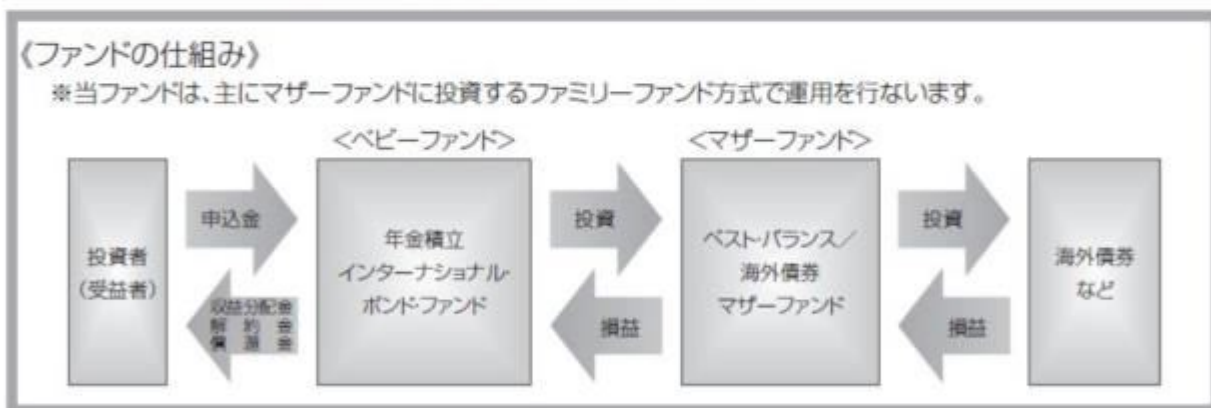 《ファンドの仕組み》
※当ファンドは、主にマザーファンドに投資するファミリーファンド方式で運用を行ないます。
<ベビーファンド>
<マザーファンド>
投資者
(受益者)
申込金
収益分配金
解約金
償還金
年金積立
インターナショナル・
ボンド・ファンド
投資
損益
ベスト・バランス/
海外債券
マザーファンド
投資
損益
海外債券
など